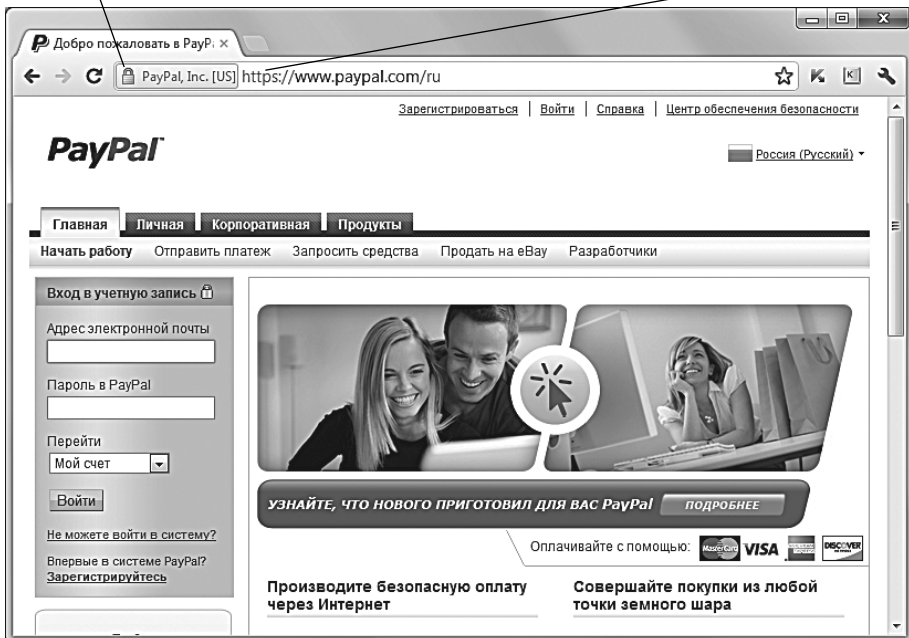 Добро пожаловать в PayP
PayPal, Inc. [US] https://www.paypal.com/ru
Зарегистрироваться | Войти | Справка | Центр обеспечения безопасности
PayPal
Россия (Русский)
Главная Личная Корпоративная Продукты
Начать работу Отправить платеж Запросить средства Продать на eBay Разработчики
Вход в учетную запись
Адрес электронной почты
Пароль в PayPal
Перейти
Мой счет
Войти
Не можете войти в систему?
Впервые в системе PayPal?
Зарегистрируйтесь
УЗНАЙТЕ, ЧТО НОВОГО ПРИГОТОВИЛ ДЛЯ ВАС PayPal ПОДРОБНЕЕ
Оплачивайте с помощью: MasterCard VISA DISCOVER
Производите безопасную оплату
через Интернет
Совершайте покупки из любой
точки земного шара